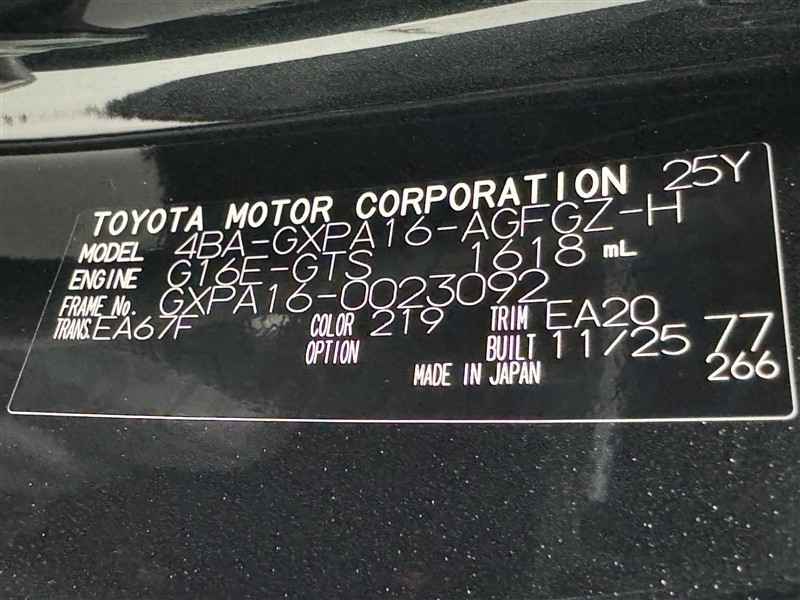 TOYOTA MOTOR CORPORATION 25Y
MODEL 4BA-GXPA16-AGFGZ-H
ENGINE G16E-GTS 1618 mL
FRAME No. GXPA16-0023092
TRANS. EA67F COLOR 219 TRIM EA20
OPTION BUILT 11/25 77
MADE IN JAPAN 266